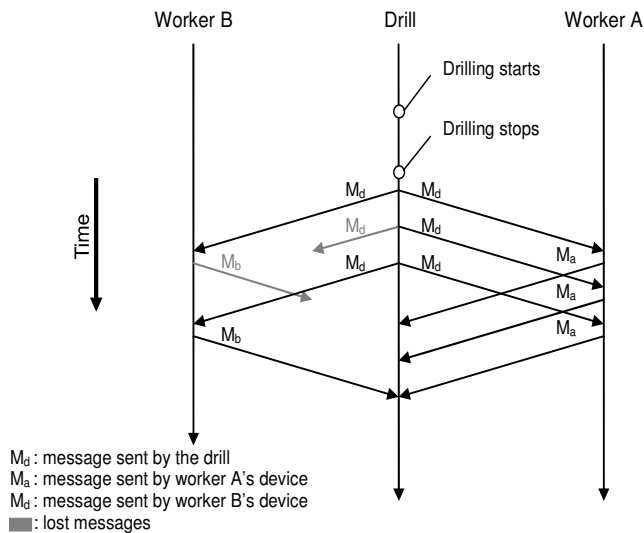 Worker B Drill Worker A
Drilling starts
Drilling stops
Md Md
Md Md
Mb Md Md Ma
Ma
Mb Ma
Time
Md : message sent by the drill
Ma : message sent by worker A's device
Md : message sent by worker B's device
: lost messages